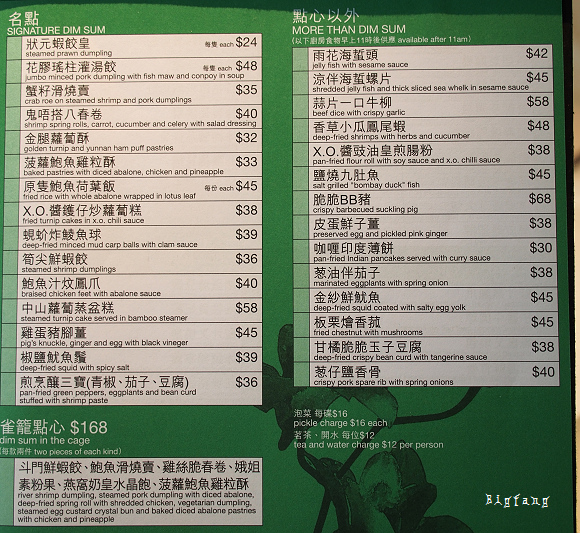 名點
SIGNATURE DIM SUM
狀元蝦餃皇 每隻 each $24
steamed prawn dumpling
花膠瑤柱灌湯餃 每隻 each $48
jumbo minced pork dumpling with fish maw and conpoy in soup
蟹籽滑燒賣 $35
crab roe on steamed shrimp and pork dumplings
鬼唔搭八春卷 $40
shrimp spring rolls, carrot, cucumber and celery with salad dressing
金腿蘿蔔酥 $32
golden turnip and yunnan ham puff pastries
菠蘿鮑魚雞粒酥 $33
baked pastries with diced abalone, chicken and pineapple
原隻鮑魚荷葉飯 每份 each $45
fried rice with whole abalone wrapped in lotus leaf
X.O.醬鑊仔炒蘿蔔糕 $38
fried turnip cakes in x.o. chili sauce
蜆蚧炸鯪魚球 $39
deep-fried minced mud carp balls with clam sauce
筍尖鮮蝦餃 $36
steamed shrimp dumplings
鮑魚汁炆鳳爪 $40
braised chicken feet with abalone sauce
中山蘿蔔蒸盆糕 $58
steamed turnip cake served in bamboo steamer
雞蛋豬腳薑 $45
pig's knuckle, ginger and egg with black vineger
椒鹽魷魚鬚 $39
deep-fried squid with spicy salt
煎烹釀三寶(青椒、茄子、豆腐) $36
pan-fried green peppers, eggplants and bean curd
stuffed with shrimp paste
雀籠點心 $168
dim sum in the cage
(每款兩件 two pieces of each kind)
斗門鮮蝦餃、鮑魚滑燒賣、雞絲脆春卷、娥姐
素粉果、燕窩奶皇水晶飽、菠蘿鮑魚雞粒酥
river shrimp dumpling, steamed pork dumpling with diced abalone,
deep-fried spring roll with shredded chicken, vegetarian dumpling,
steamed egg custard crystal bun and baked diced abalone pastries
with chicken and pineapple
點心以外
MORE THAN DIM SUM
(以下廚房食物早上11時後供應 available after 11am)
雨花海蜇頭 $42
jelly fish with sesame sauce
涼伴海蜇螺片 $45
shredded jelly fish and thick sliced sea whelk in sesame sauce
蒜片一口牛柳 $58
beef dice with crispy garlic
香草小瓜鳳尾蝦 $48
deep-fried shrimps with herbs and cucumber
X.O.醬豉油皇煎腸粉 $38
pan-fried flour roll with soy sauce and x.o. chili sauce
鹽燒九肚魚 $45
salt grilled "bombay duck" fish
脆脆BB豬 $68
crispy barbecued suckling pig
皮蛋鮮子薑 $38
preserved egg and pickled pink ginger
咖喱印度薄餅 $30
pan-fried Indian pancakes served with curry sauce
葱油伴茄子 $38
marinated eggplants with spring onion
金紗鮮魷魚 $45
deep-fried squid coated with salty egg yolk
板栗燴香菰 $45
fried chestnut with mushrooms
甘橘脆脆玉子豆腐 $38
deep-fried crispy bean curd with tangerine sauce
葱仔鹽香骨 $40
crispy pork spare rib with spring onions
泡菜 每碟$16
pickle charge $16 each
茗茶、開水 每位$12
tea and water charge $12 per person
Bigfang